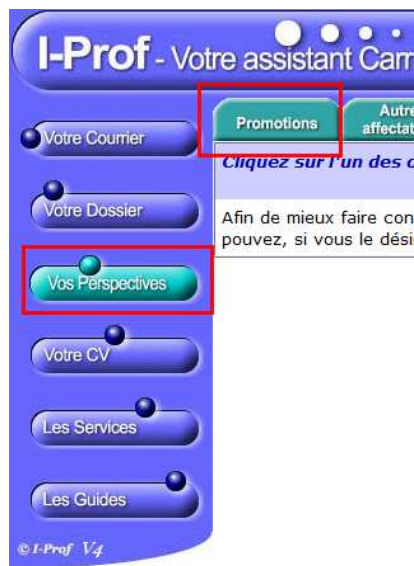 I-Prof - Votre assistant Carr
Votre Courrier
Votre Dossier
Vos Perspectives
Votre CV
Les Services
Les Guides
© I-Prof V4
Promotions
Autre
affectat
Cliquez sur l'un des
Afin de mieux faire con
pouvez, si vous le dési